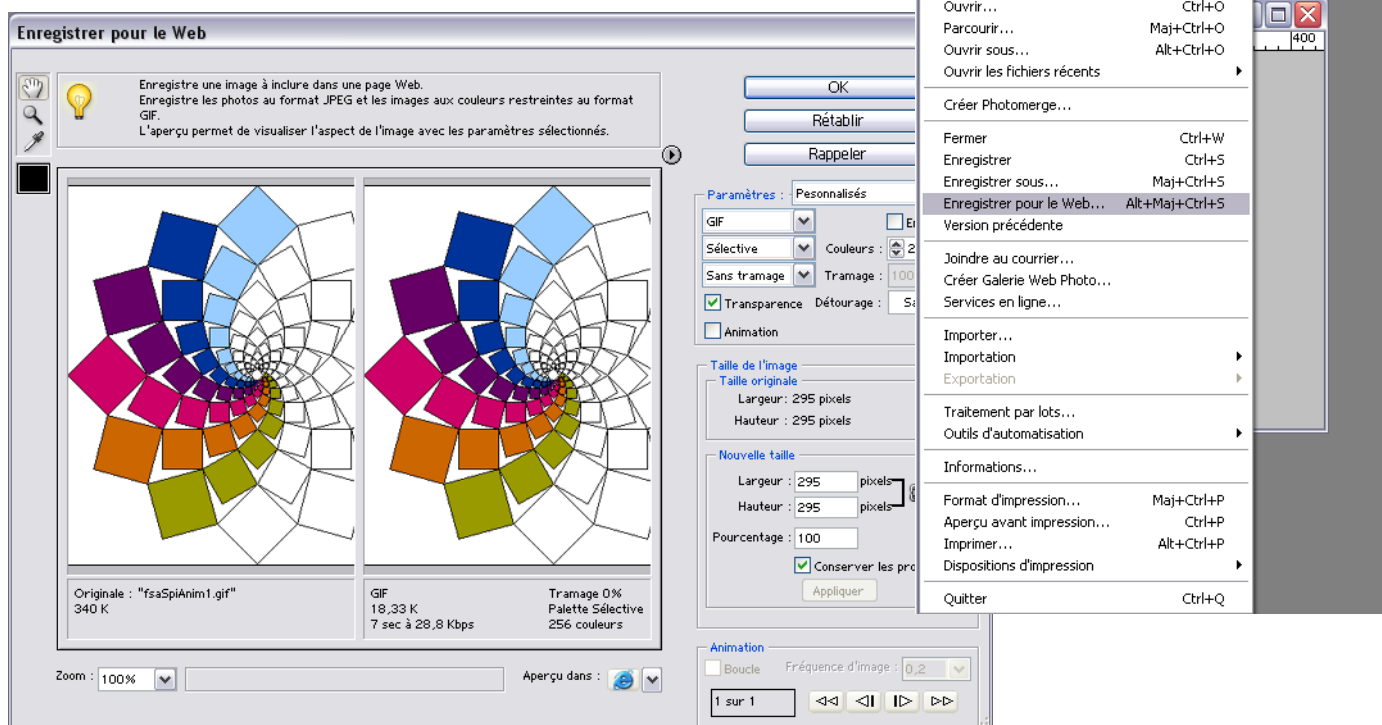 Enregistrer pour le Web
Enregistre une image à inclure dans une page Web.
Enregistre les photos au format JPEG et les images aux couleurs restreintes au format
GIF.
L'aperçu permet de visualiser l'aspect de l'image avec les paramètres sélectionnés.
OK
Rétablir
Rappeler
Paramètres : Pesonnalisés
GIF
Sélective Couleurs : 2
Sans tramage Tramage : 100
Transparence Détourage :
Animation
Taille de l'image
Taille originale
Largeur: 295 pixels
Hauteur : 295 pixels
Nouvelle taille
Largeur : 295 pixels
Hauteur : 295 pixels
Pourcentage : 100
Conserver les pro
Appliquer
Originale : "fsaSpiAnim1.gif"
340 K
GIF
18,33 K
7 sec à 28,8 Kbps
Tramage 0%
Palette Sélective
256 couleurs
Zoom : 100%
Aperçu dans :
Animation
Boucle Fréquence d'image : 0,2
1 sur 1
Ouvrir... Ctrl+O
Parcourir... Maj+Ctrl+O
Ouvrir sous... Alt+Ctrl+O
Ouvrir les fichiers récents
Créer Photomerge...
Fermer Ctrl+W
Enregistrer Ctrl+S
Enregistrer sous... Maj+Ctrl+S
Enregistrer pour le Web... Alt+Maj+Ctrl+S
Version précédente
Joindre au courrier...
Créer Galerie Web Photo...
Services en ligne...
Importer...
Importation
Exportation
Traitement par lots...
Outils d'automatisation
Informations...
Format d'impression... Maj+Ctrl+P
Aperçu avant impression... Ctrl+P
Imprimer... Alt+Ctrl+P
Dispositions d'impression
Quitter Ctrl+Q
400